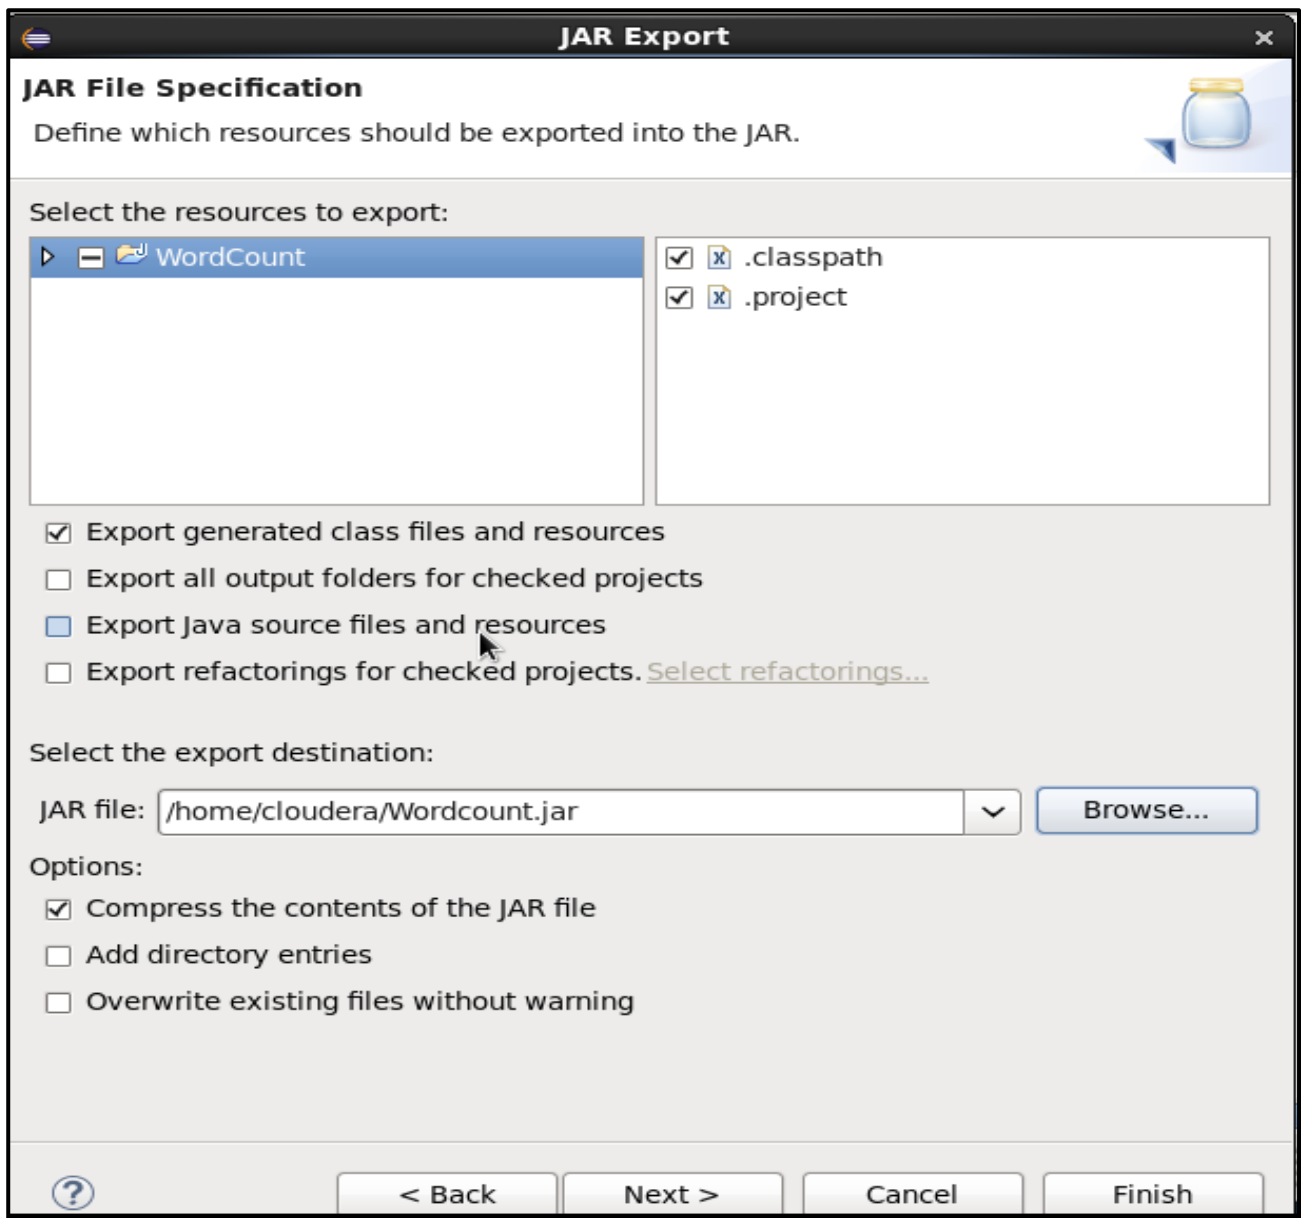 JAR Export
JAR File Specification
Define which resources should be exported into the JAR.
Select the resources to export:
WordCount
.classpath
.project
Export generated class files and resources
Export all output folders for checked projects
Export Java source files and resources
Export refactorings for checked projects. Select refactorings...
Select the export destination:
JAR file: /home/cloudera/Wordcount.jar Browse...
Options:
Compress the contents of the JAR file
Add directory entries
Overwrite existing files without warning
? < Back Next > Cancel Finish